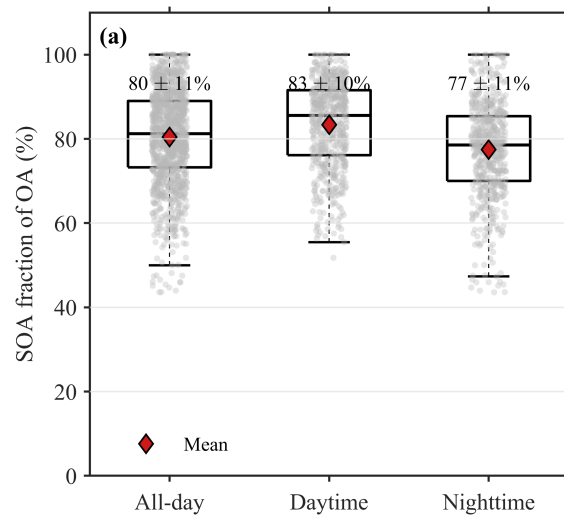 (a)
80 ± 11%
83 ± 10%
77 ± 11%
SOA fraction of OA (%)
100
80
60
40
20
0
Mean
All-day
Daytime
Nighttime